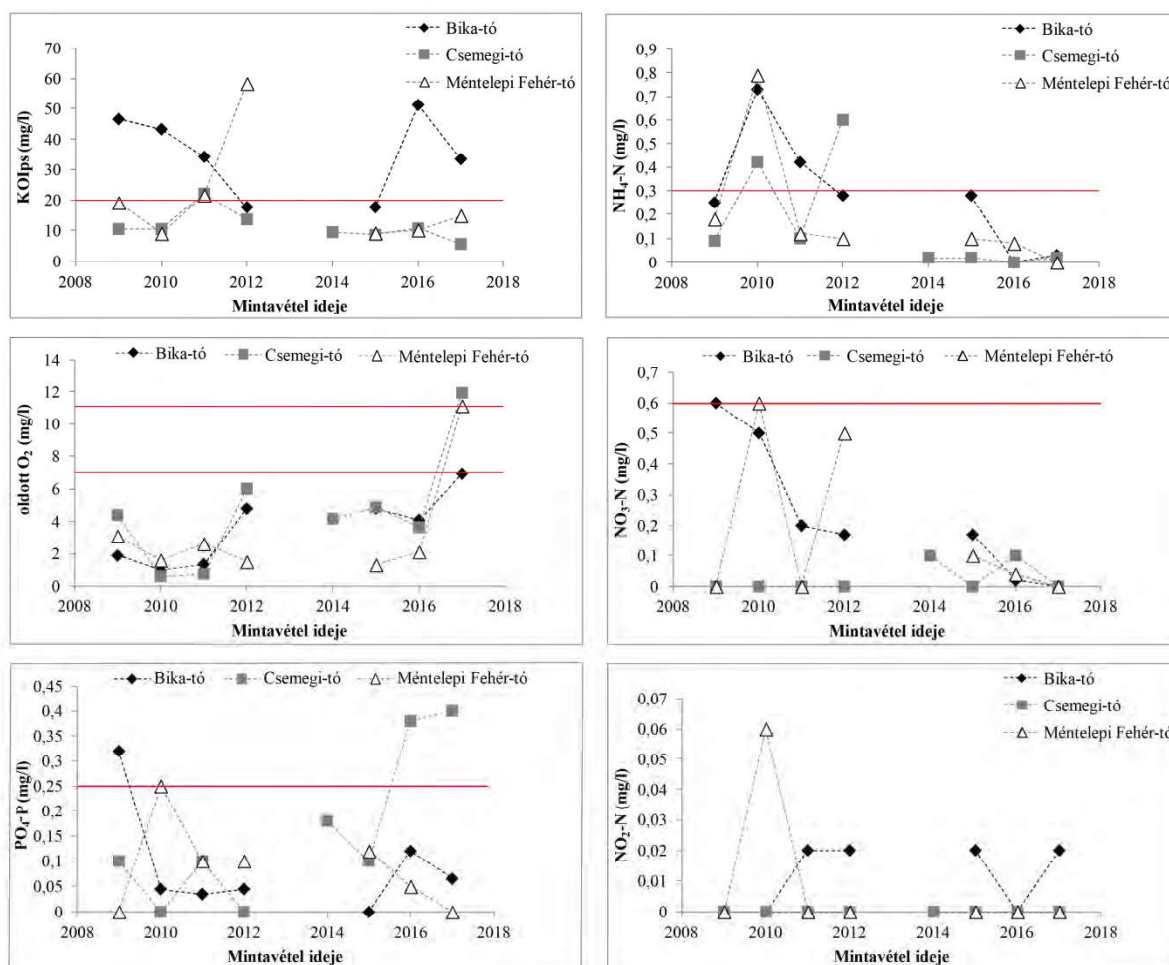 Bika-tó
Csemegi-tó
Méntelepi Fehér-tó
KOIps (mg/l)
70
60
50
40
30
20
10
0
2008 2010 2012 2014 2016 2018
Mintavétel ideje
Bika-tó
Csemegi-tó
Méntelepi Fehér-tó
NH₄-N (mg/l)
0,9
0,8
0,7
0,6
0,5
0,4
0,3
0,2
0,1
0
2008 2010 2012 2014 2016 2018
Mintavétel ideje
Bika-tó Csemegi-tó Méntelepi Fehér-tó
oldott O₂ (mg/l)
14
12
10
8
6
4
2
0
2008 2010 2012 2014 2016 2018
Mintavétel ideje
Bika-tó Csemegi-tó Méntelepi Fehér-tó
NO₃-N (mg/l)
0,7
0,6
0,5
0,4
0,3
0,2
0,1
0
2008 2010 2012 2014 2016 2018
Mintavétel ideje
Bika-tó Csemegi-tó Méntelepi Fehér-tó
PO₄-P (mg/l)
0,45
0,4
0,35
0,3
0,25
0,2
0,15
0,1
0,05
0
2008 2010 2012 2014 2016 2018
Mintavétel ideje
Bika-tó
Csemegi-tó
Méntelepi Fehér-tó
NO₂-N (mg/l)
0,07
0,06
0,05
0,04
0,03
0,02
0,01
0,00
2008 2010 2012 2014 2016 2018
Mintavétel ideje